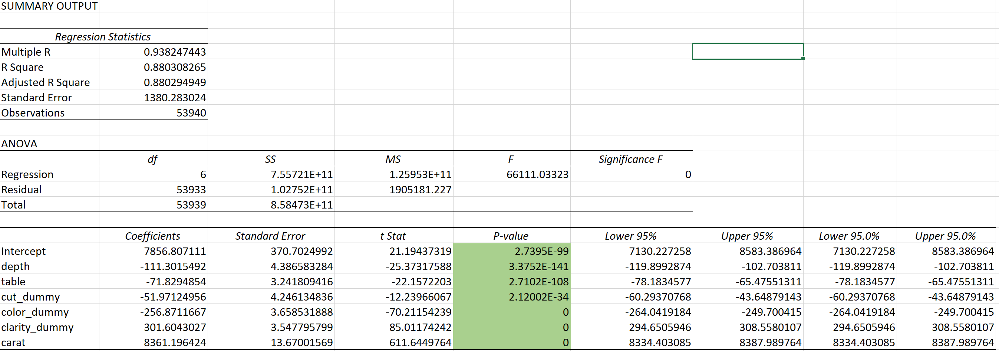 SUMMARY OUTPUT
Regression Statistics
Multiple R 0.938247443
R Square 0.880308265
Adjusted R Square 0.880294949
Standard Error 1380.283024
Observations 53940
ANOVA
df SS MS F Significance F
Regression 6 7.55721E+11 1.25953E+11 66111.03323 0
Residual 53933 1.02752E+11 1905181.227
Total 53939 8.58473E+11
Coefficients Standard Error t Stat P-value Lower 95% Upper 95% Lower 95.0% Upper 95.0%
Intercept 7856.807111 370.7024992 21.19437319 2.7395E-99 7130.227258 8583.386964 7130.227258 8583.386964
depth -111.3015492 4.386583284 -25.37317588 3.3752E-141 -119.8992874 -102.703811 -119.8992874 -102.703811
table -71.8294854 3.241809416 -22.1572203 2.7102E-108 -78.1834577 -65.47551311 -78.1834577 -65.47551311
cut_dummy -51.97124956 4.246134836 -12.23966067 2.12002E-34 -60.29370768 -43.64879143 -60.29370768 -43.64879143
color_dummy -256.8711667 3.658531888 -70.21154239 0 -264.0419184 -249.700415 -264.0419184 -249.700415
clarity_dummy 301.6043027 3.547795799 85.01174242 0 294.6505946 308.5580107 294.6505946 308.5580107
carat 8361.196424 13.67001569 611.6449764 0 8334.403085 8387.989764 8334.403085 8387.989764